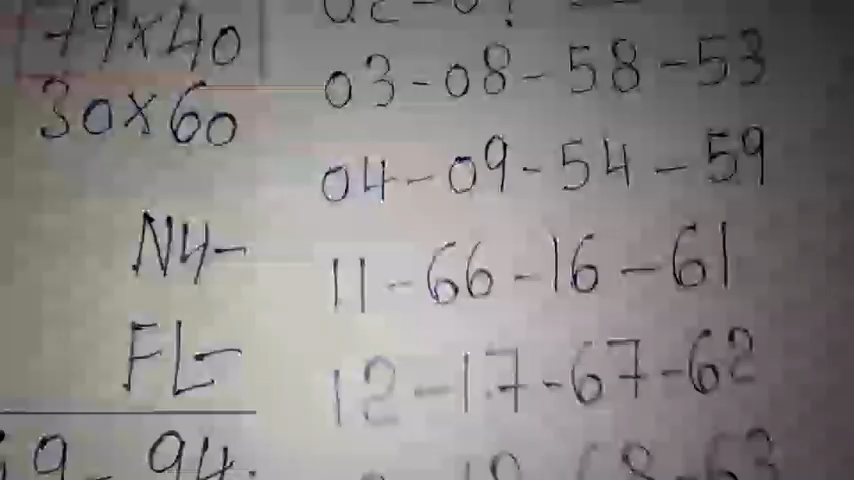 79x40
30x60
NY-
FL-
03-08-58-53
04-09-54-59
11-66-16-61
12-17-67-62